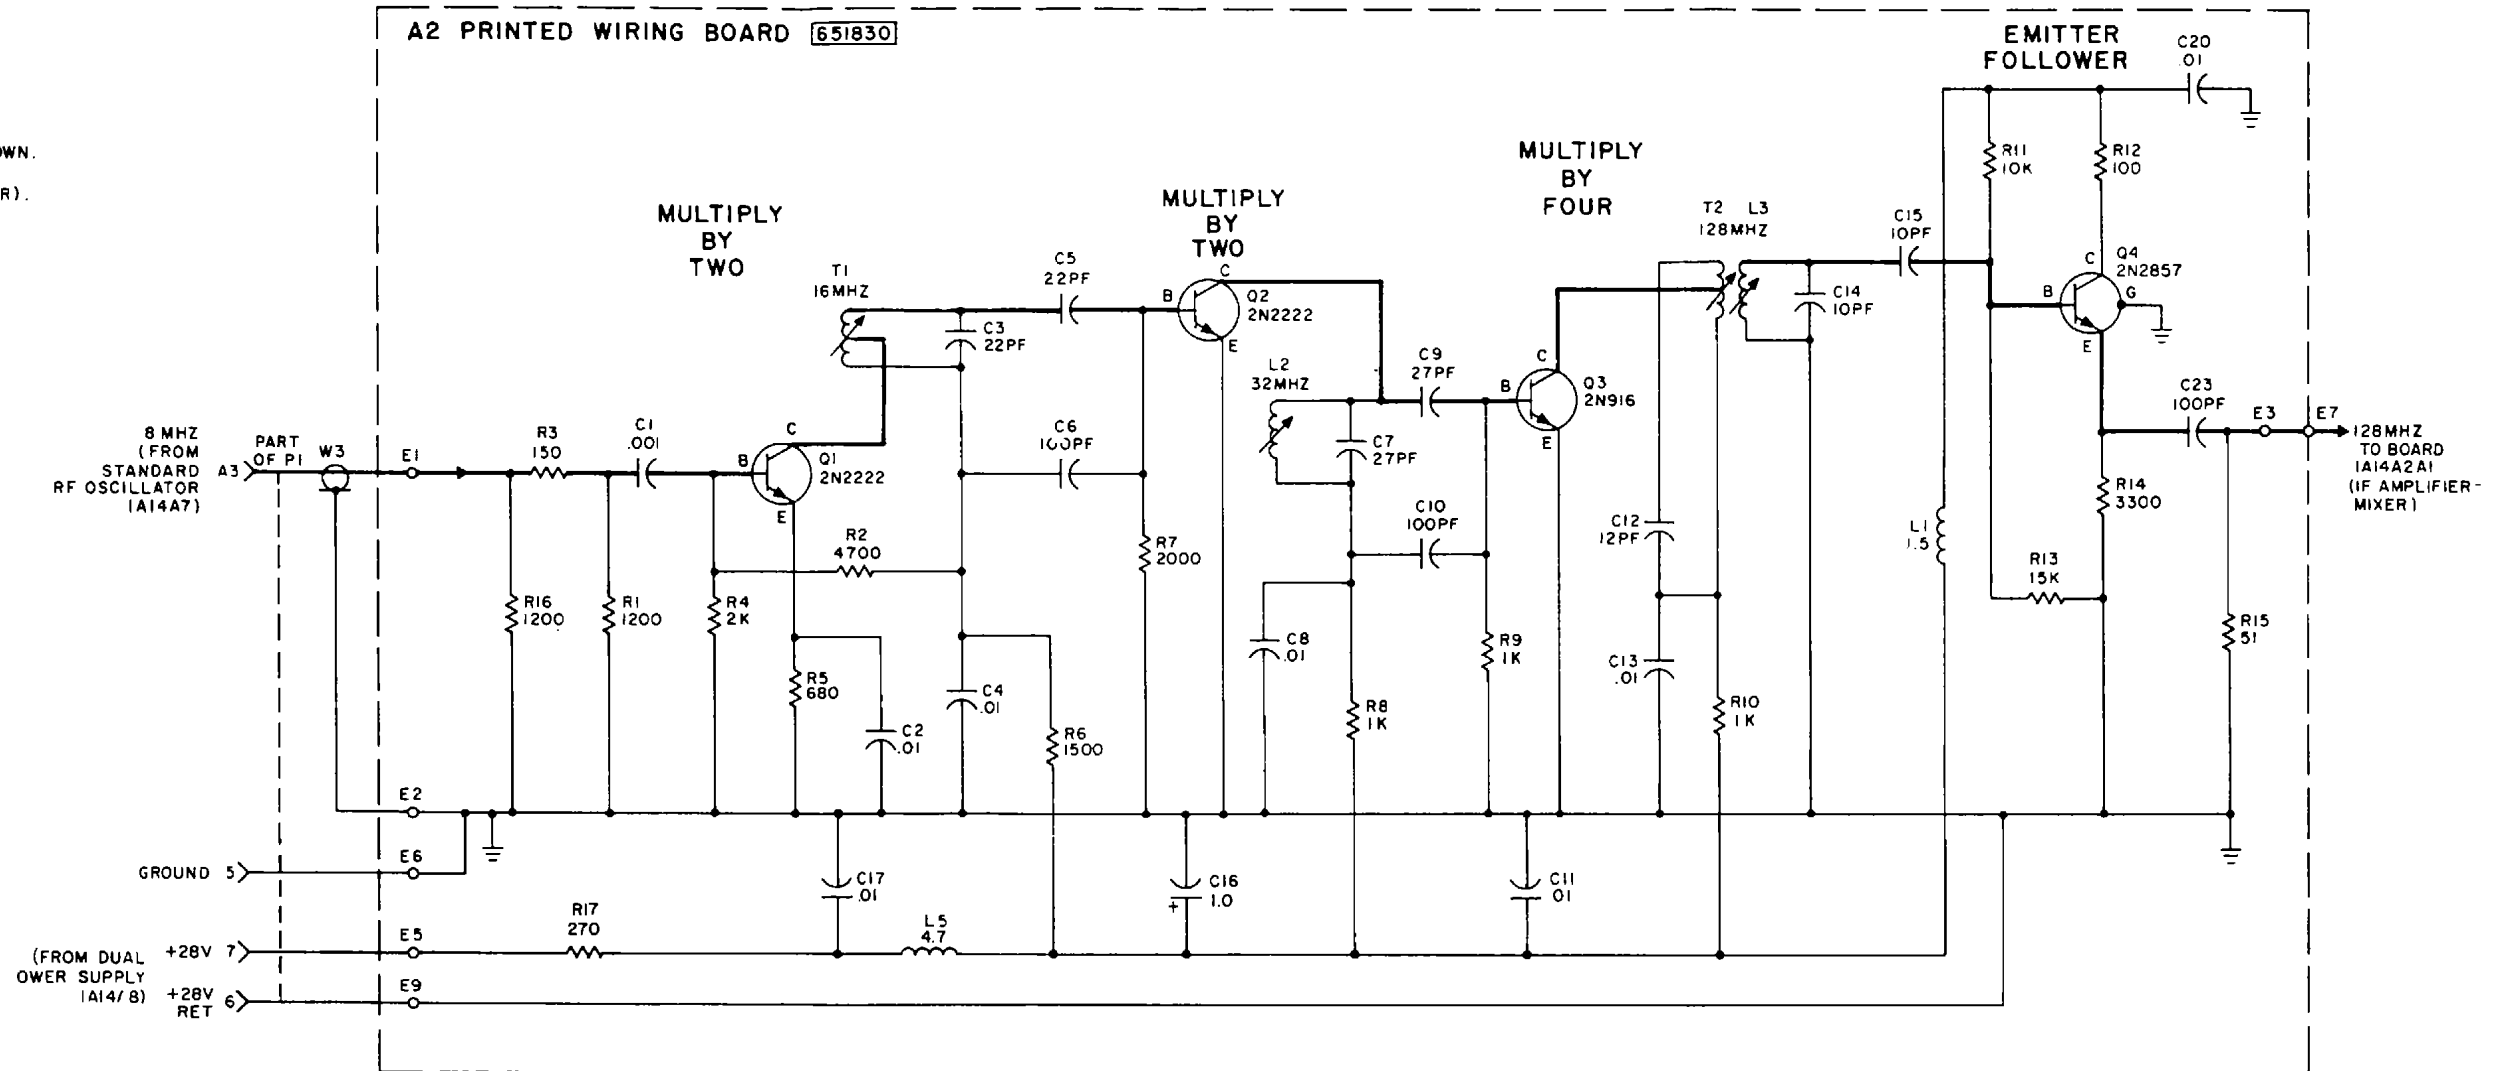 A2 PRINTED WIRING BOARD 651830
OWN.
R).
EMITTER
FOLLOWER
C20
.01
MULTIPLY
BY
TWO
MULTIPLY
BY
TWO
MULTIPLY
BY
FOUR
R11
10K
R12
100
T1
16MHZ
C5
22PF
C3
22PF
B
C
E
Q2
2N2222
T2 L3
128MHZ
C15
10PF
C14
10PF
C
B
G
E
Q4
2N2857
L2
32MHZ
C9
27PF
C7
27PF
C
B
E
Q3
2N916
C23
100PF
E3
E7
128MHZ
TO BOARD
1A14A2A1
(IF AMPLIFIER-
MIXER)
8 MHZ
(FROM
STANDARD
RF OSCILLATOR
1A14A7)
A3
PART
OF P1
W3
E1
R3
150
C1
.001
C
B
E
Q1
2N2222
C6
100PF
C10
100PF
R14
3300
R2
4700
R7
2000
C12
12PF
L1
1.5
R13
15K
R16
1200
R1
1200
R4
2K
R5
680
C2
.01
C4
.01
R6
1500
C8
.01
R8
1K
R9
1K
C13
.01
R10
1K
R15
51
E2
GROUND 5
E6
C17
.01
C16
1.0
+
C11
.01
R17
270
L5
4.7
(FROM DUAL
OWER SUPPLY
1A14/8)
+28V 7
E5
+28V
RET
6
E9